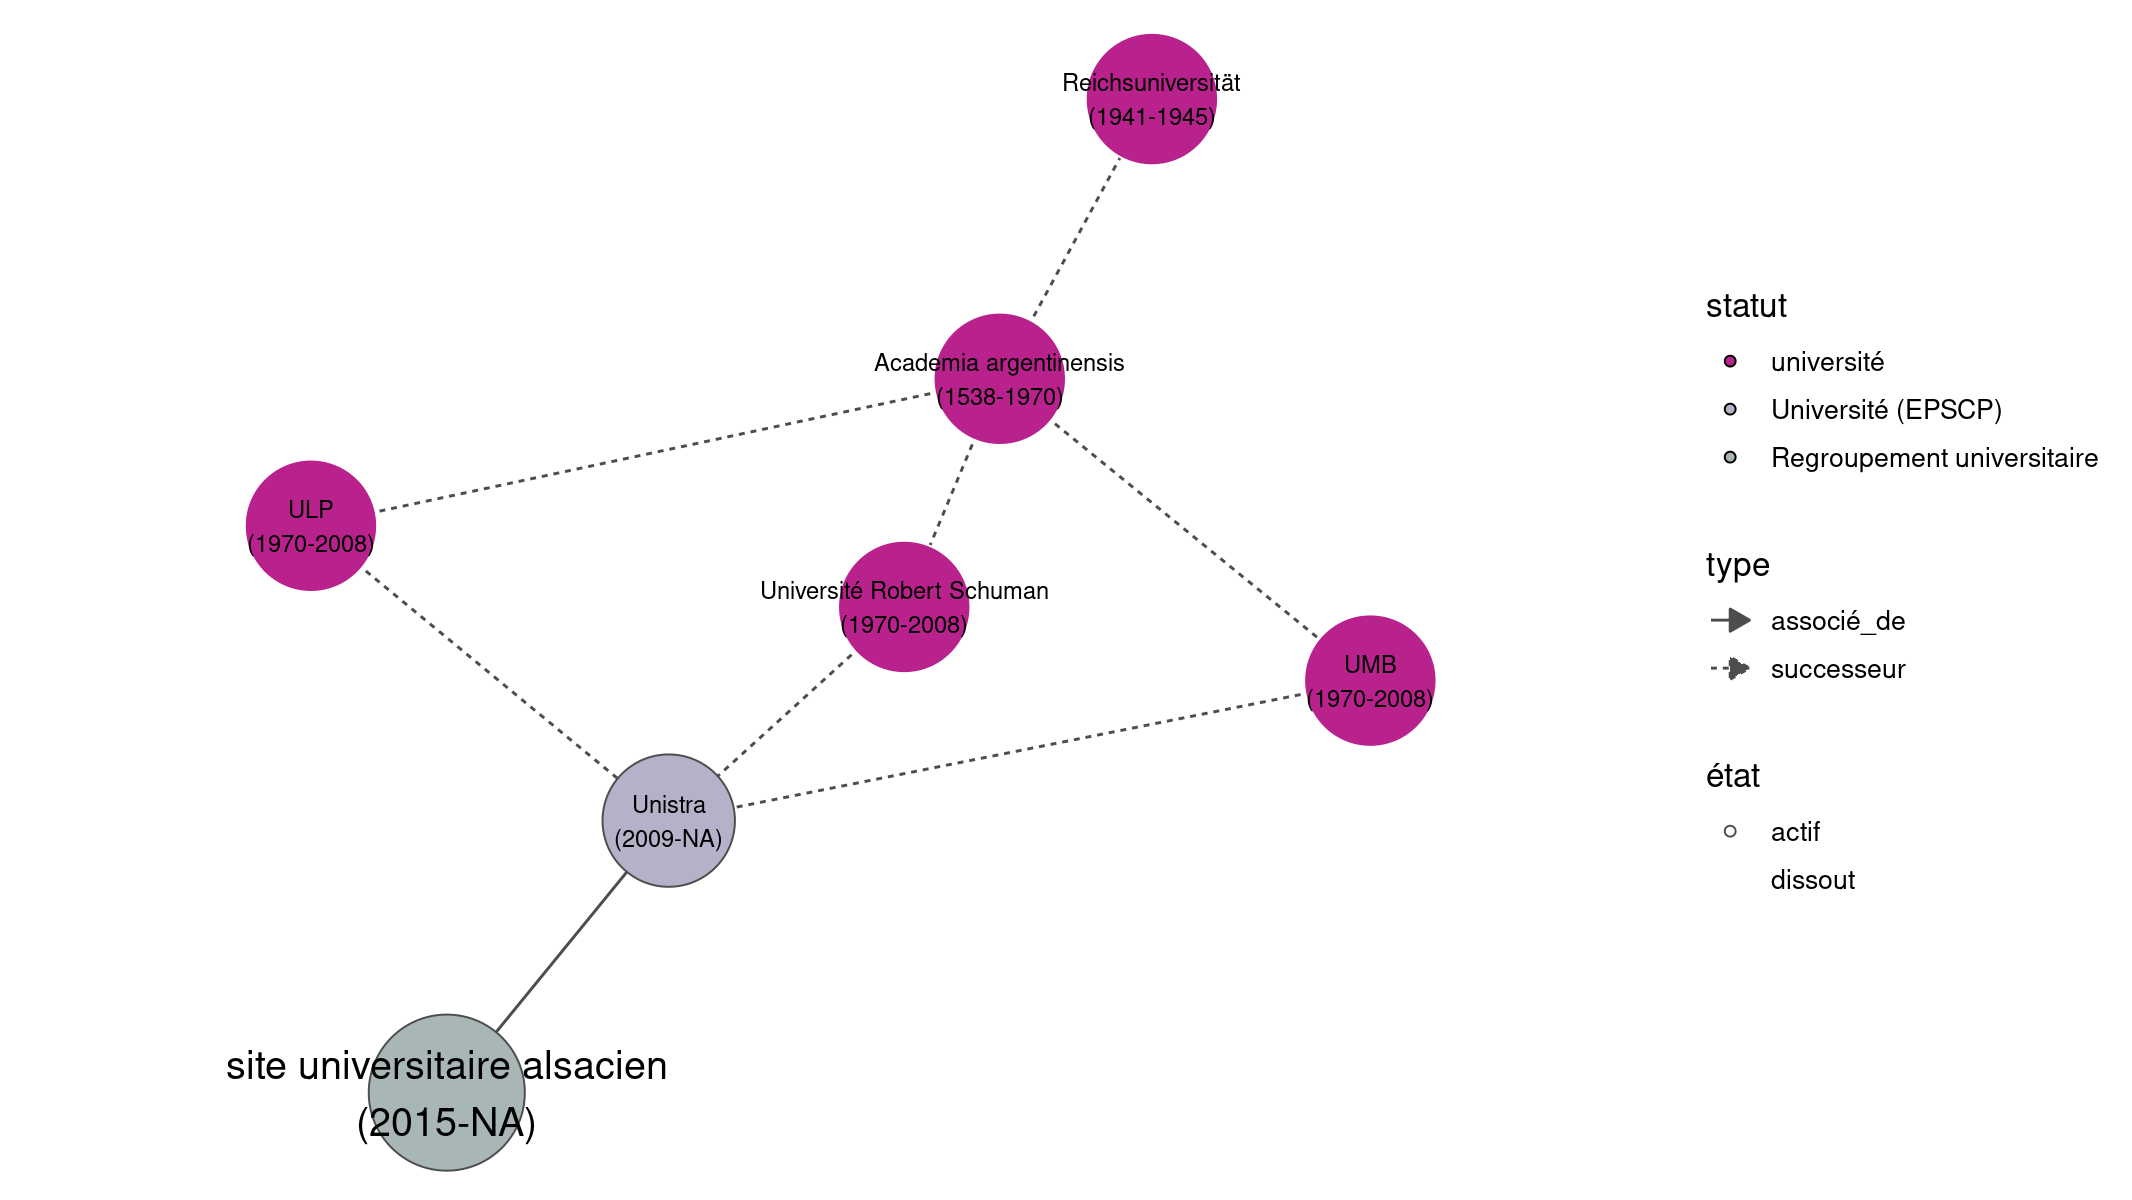 Reichsuniversität
(1941-1945)
Academia argentinensis
(1538-1970)
ULP
(1970-2008)
Université Robert Schuman
(1970-2008)
UMB
(1970-2008)
Unistra
(2009-NA)
site universitaire alsacien
(2015-NA)
statut
université
Université (EPSCP)
Regroupement universitaire
type
associé_de
successeur
état
actif
dissout